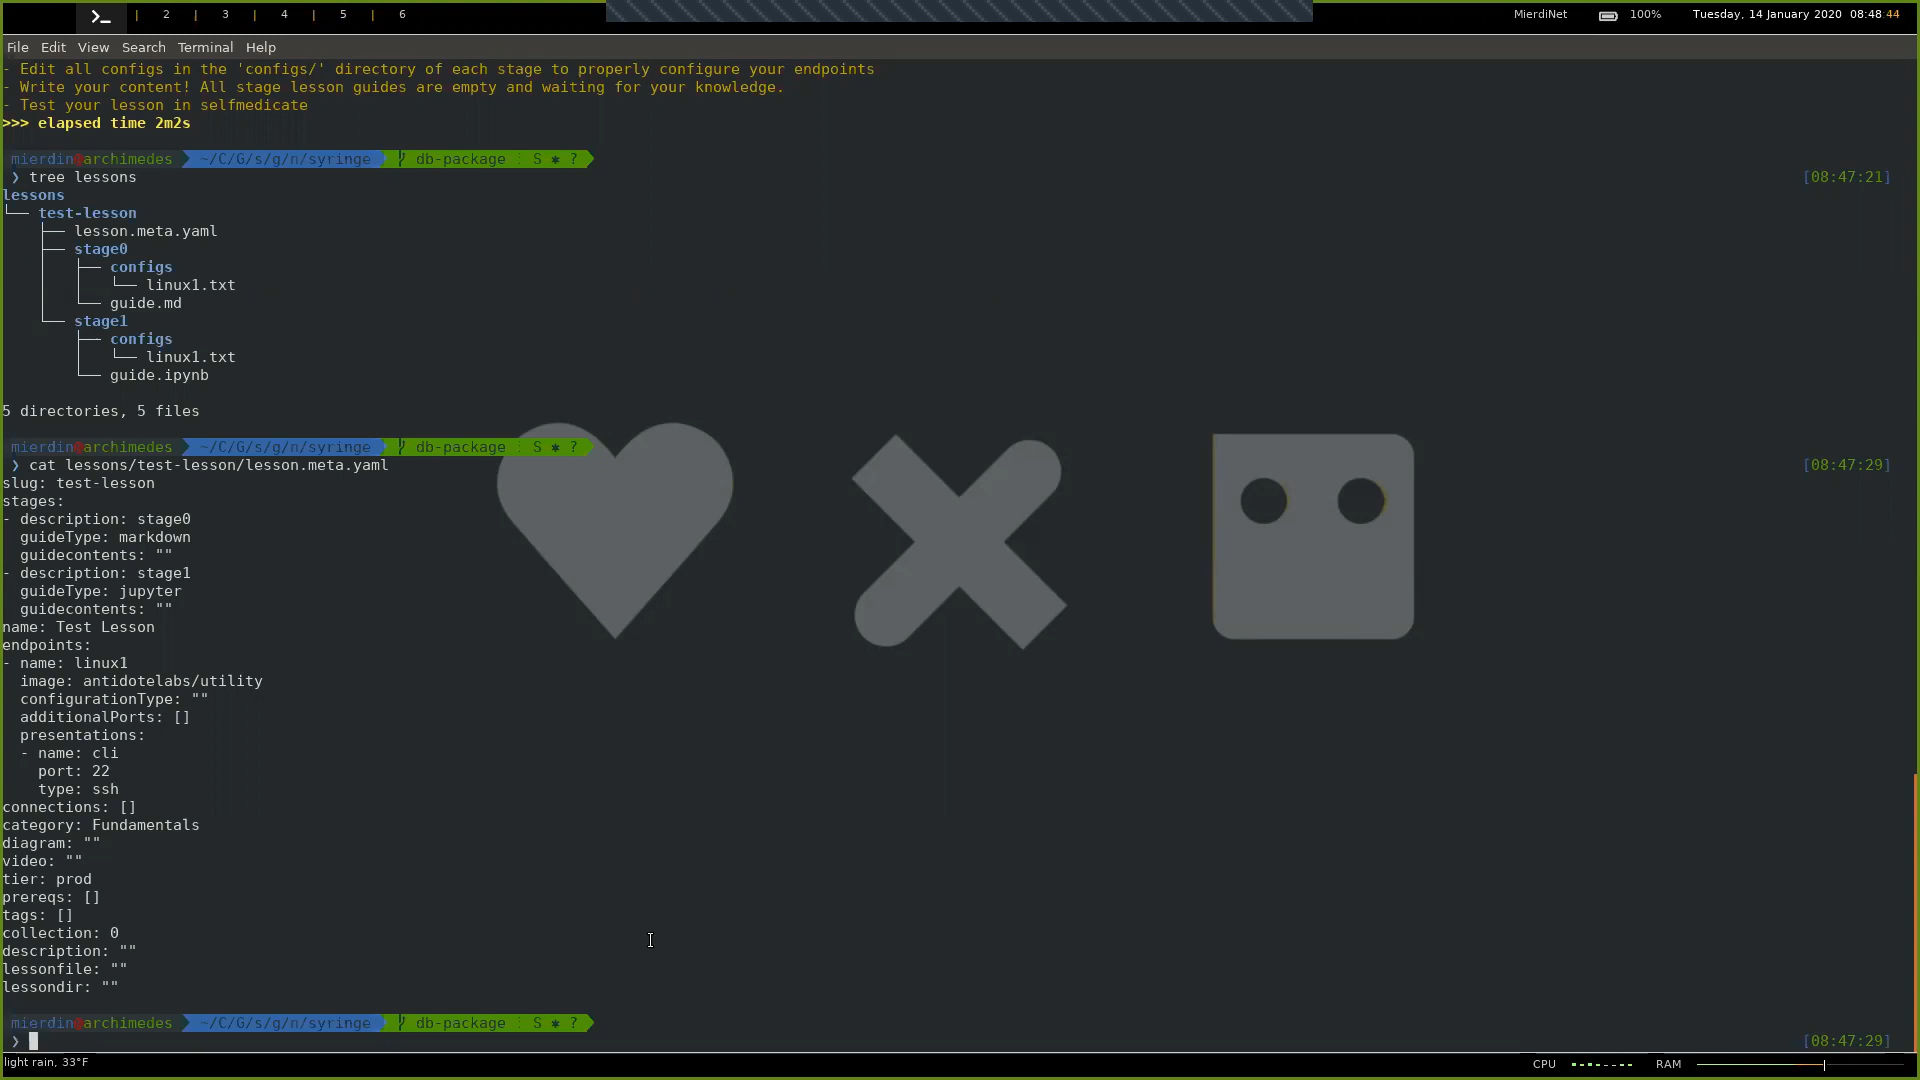 | 2 | 3 | 4 | 5 | 6
MierdiNet 100% Tuesday, 14 January 2020 08:48:44
File Edit View Search Terminal Help
- Edit all configs in the 'configs/' directory of each stage to properly configure your endpoints
- Write your content! All stage lesson guides are empty and waiting for your knowledge.
- Test your lesson in selfmedicate
>>> elapsed time 2m2s
mierdin@archimedes ~/C/G/s/g/n/syringe db-package S ✱ ?
❯ tree lessons [08:47:21]
lessons
└── test-lesson
    ├── lesson.meta.yaml
    ├── stage0
    │   ├── configs
    │   │   └── linux1.txt
    │   └── guide.md
    └── stage1
        ├── configs
        │   └── linux1.txt
        └── guide.ipynb
5 directories, 5 files
mierdin@archimedes ~/C/G/s/g/n/syringe db-package S ✱ ?
❯ cat lessons/test-lesson/lesson.meta.yaml [08:47:29]
slug: test-lesson
stages:
- description: stage0
  guideType: markdown
  guidecontents: ""
- description: stage1
  guideType: jupyter
  guidecontents: ""
name: Test Lesson
endpoints:
- name: linux1
  image: antidotelabs/utility
  configurationType: ""
  additionalPorts: []
  presentations:
  - name: cli
    port: 22
    type: ssh
connections: []
category: Fundamentals
diagram: ""
video: ""
tier: prod
prereqs: []
tags: []
collection: 0
description: ""
lessonfile: ""
lessondir: ""
mierdin@archimedes ~/C/G/s/g/n/syringe db-package S ✱ ?
❯ [08:47:29]
light rain, 33°F CPU RAM